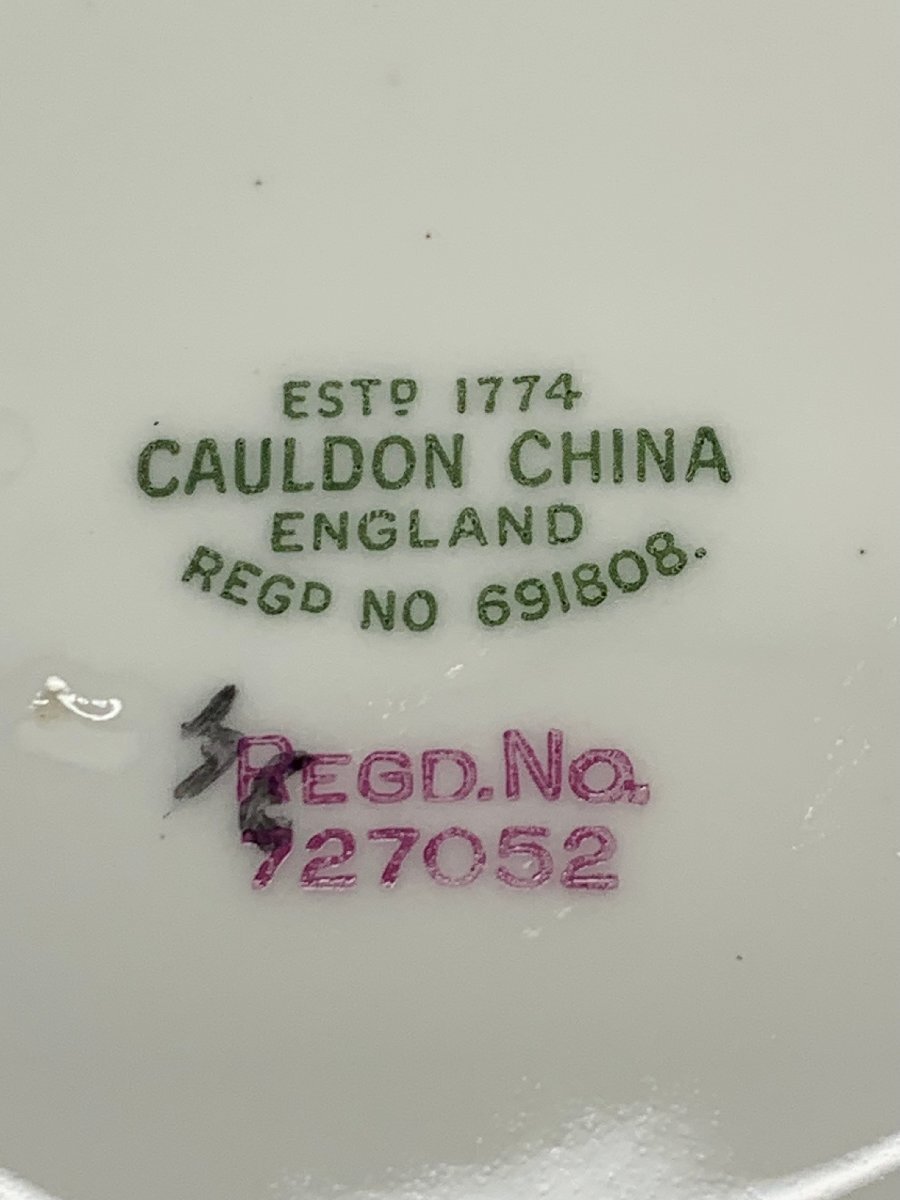 ESTD 1774
CAULDON CHINA
ENGLAND
REGD NO 691808.
REGD. NO.
727052